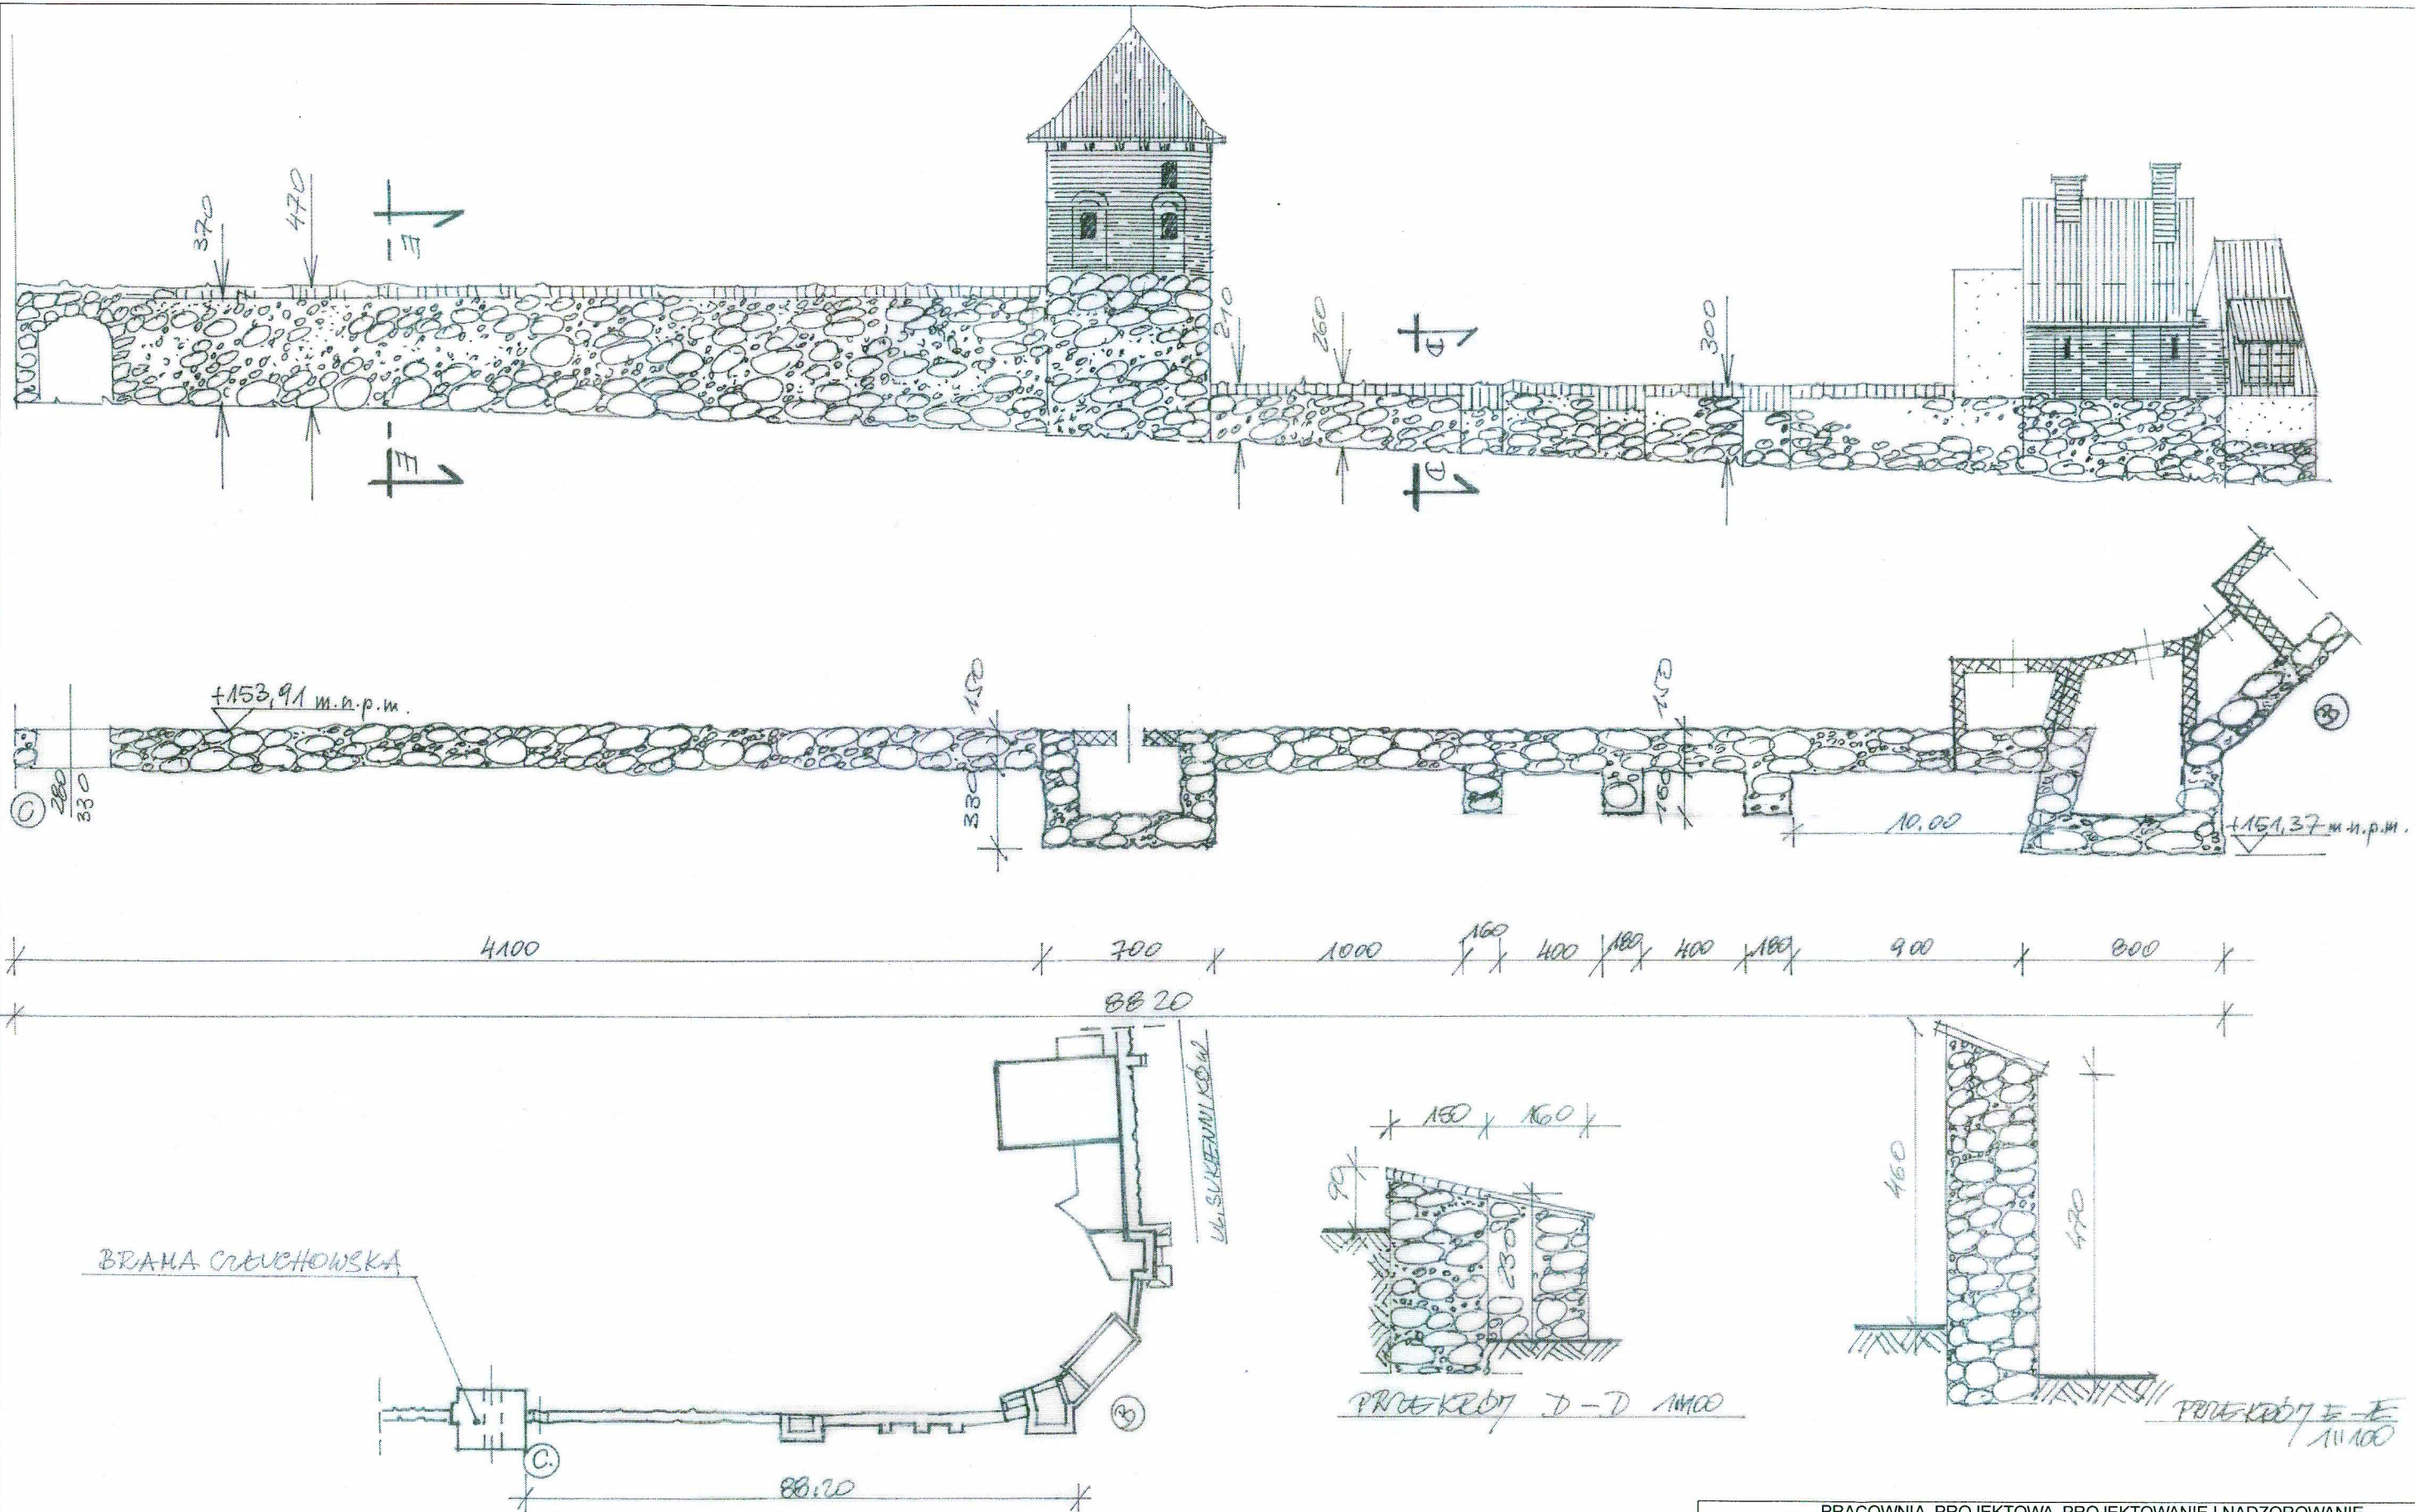 370
470
E
E
210
260
D
D
300
+153,91 m.n.p.m.
150
330
150
160
C
280
330
B
10.00
+151,37 m.n.p.m.
4100
700
1000
160
400
180
400
180
900
800
88 20
UL. SUKIENNIKÓW
BRAMA CZŁUCHOWSKA
C.
B
88.20
150
160
90
230
PRZEKRÓJ D-D 1:100
460
470
PRZEKRÓJ E-E
1:100
PRACOWNIA PROJEKTOWA PROJEKTOWANIE I NADZOROWANIE